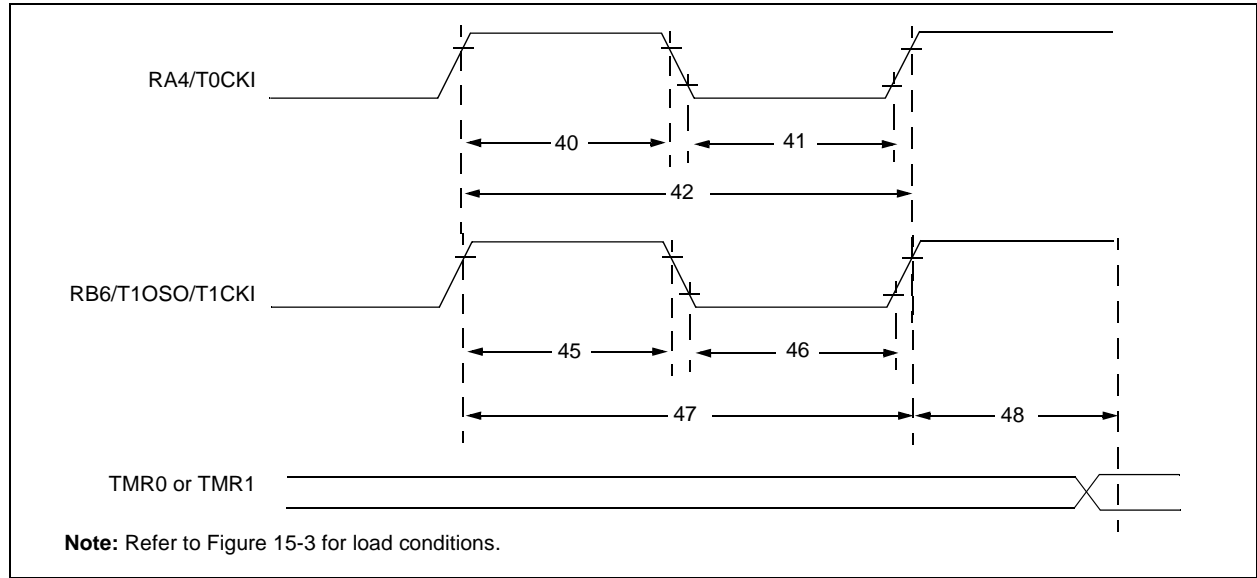 RA4/T0CKI
40
41
42
RB6/T1OSO/T1CKI
45
46
47
48
TMR0 or TMR1
Note: Refer to Figure 15-3 for load conditions.